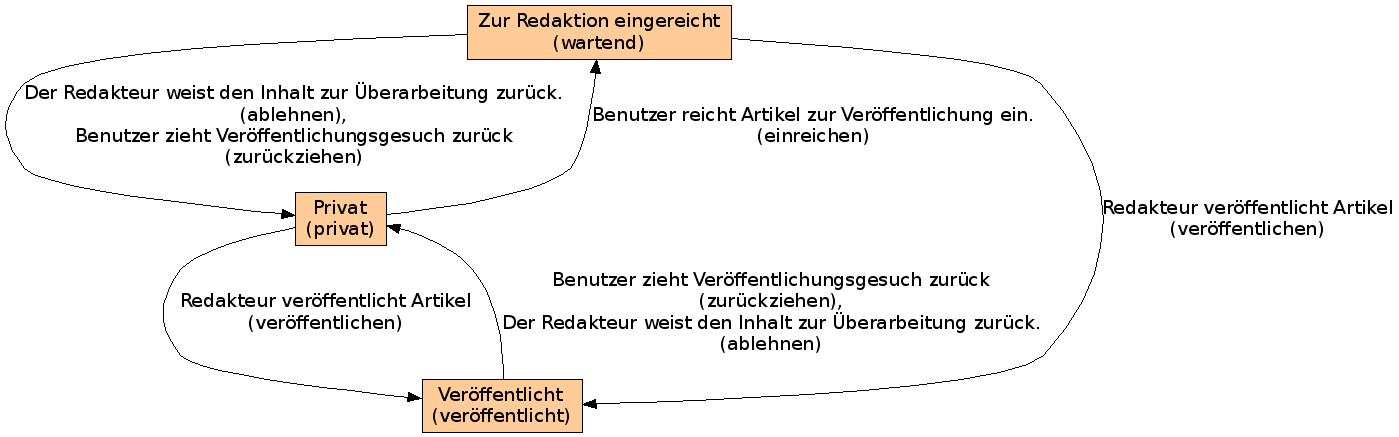 Zur Redaktion eingereicht
(wartend)
Der Redakteur weist den Inhalt zur Überarbeitung zurück.
(ablehnen),
Benutzer zieht Veröffentlichungsgesuch zurück
(zurückziehen)
Benutzer reicht Artikel zur Veröffentlichung ein.
(einreichen)
Privat
(privat)
Redakteur veröffentlicht Artikel
(veröffentlichen)
Redakteur veröffentlicht Artikel
(veröffentlichen)
Benutzer zieht Veröffentlichungsgesuch zurück
(zurückziehen),
Der Redakteur weist den Inhalt zur Überarbeitung zurück.
(ablehnen)
Veröffentlicht
(veröffentlicht)